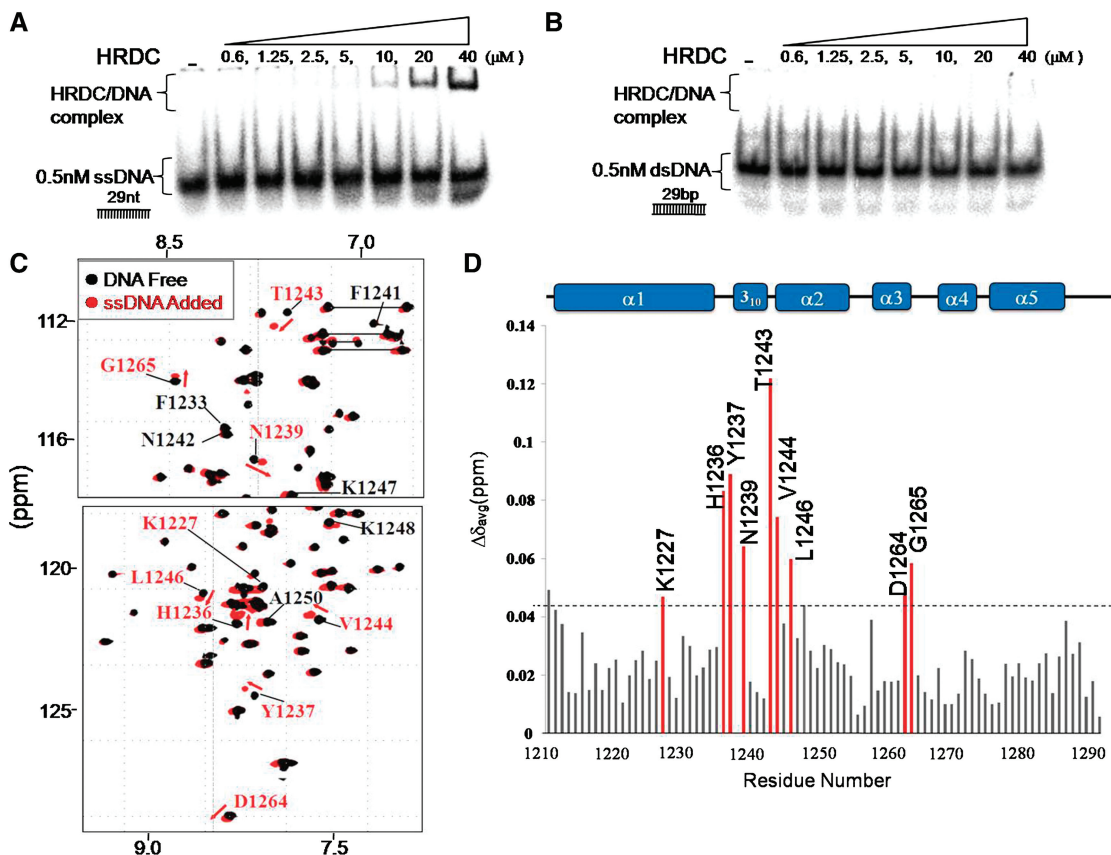 A
HRDC – 0.6, 1.25, 2.5, 5, 10, 20 40 (μM)
HRDC/DNA
complex
0.5nM ssDNA
29nt
B
HRDC – 0.6, 1.25, 2.5, 5, 10, 20 40 (μM)
HRDC/DNA
complex
0.5nM dsDNA
29bp
C
8.5 7.0
DNA Free
ssDNA Added
T1243
F1241
112
G1265
F1233
N1242
N1239
116
K1247
(ppm)
K1227
K1248
120
L1246
A1250
H1236
V1244
Y1237
125
D1264
9.0 7.5
D
α1 3₁₀ α2 α3 α4 α5
0.14
0.12
0.1
0.08
0.06
0.04
0.02
0
Δδavg(ppm)
K1227
H1236
Y1237
N1239
T1243
V1244
L1246
D1264
G1265
1210 1220 1230 1240 1250 1260 1270 1280 1290
Residue Number